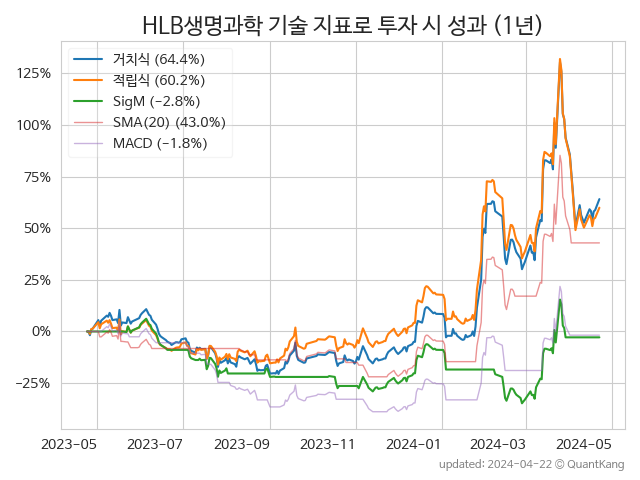 HLB생명과학 기술 지표로 투자 시 성과 (1년)
거치식 (64.4%)
적립식 (60.2%)
SigM (−2.8%)
SMA(20) (43.0%)
MACD (−1.8%)
125%
100%
75%
50%
25%
0%
−25%
2023-05 2023-07 2023-09 2023-11 2024-01 2024-03 2024-05
updated: 2024-04-22 ⓒ QuantKang